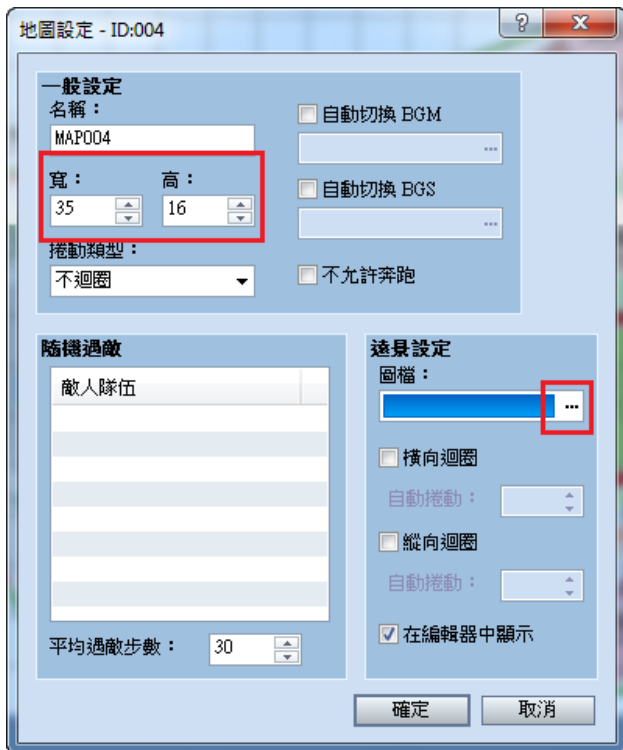 地圖設定 - ID:004
一般設定
名稱：
MAP004
寬：
高：
35
16
捲動類型：
不迴圈
自動切換 BGM
...
自動切換 BGS
...
不允許奔跑
隨機遇敵
敵人隊伍
平均遇敵步數：
30
遠景設定
圖檔：
...
橫向迴圈
自動捲動：
縱向迴圈
自動捲動：
在編輯器中顯示
確定
取消